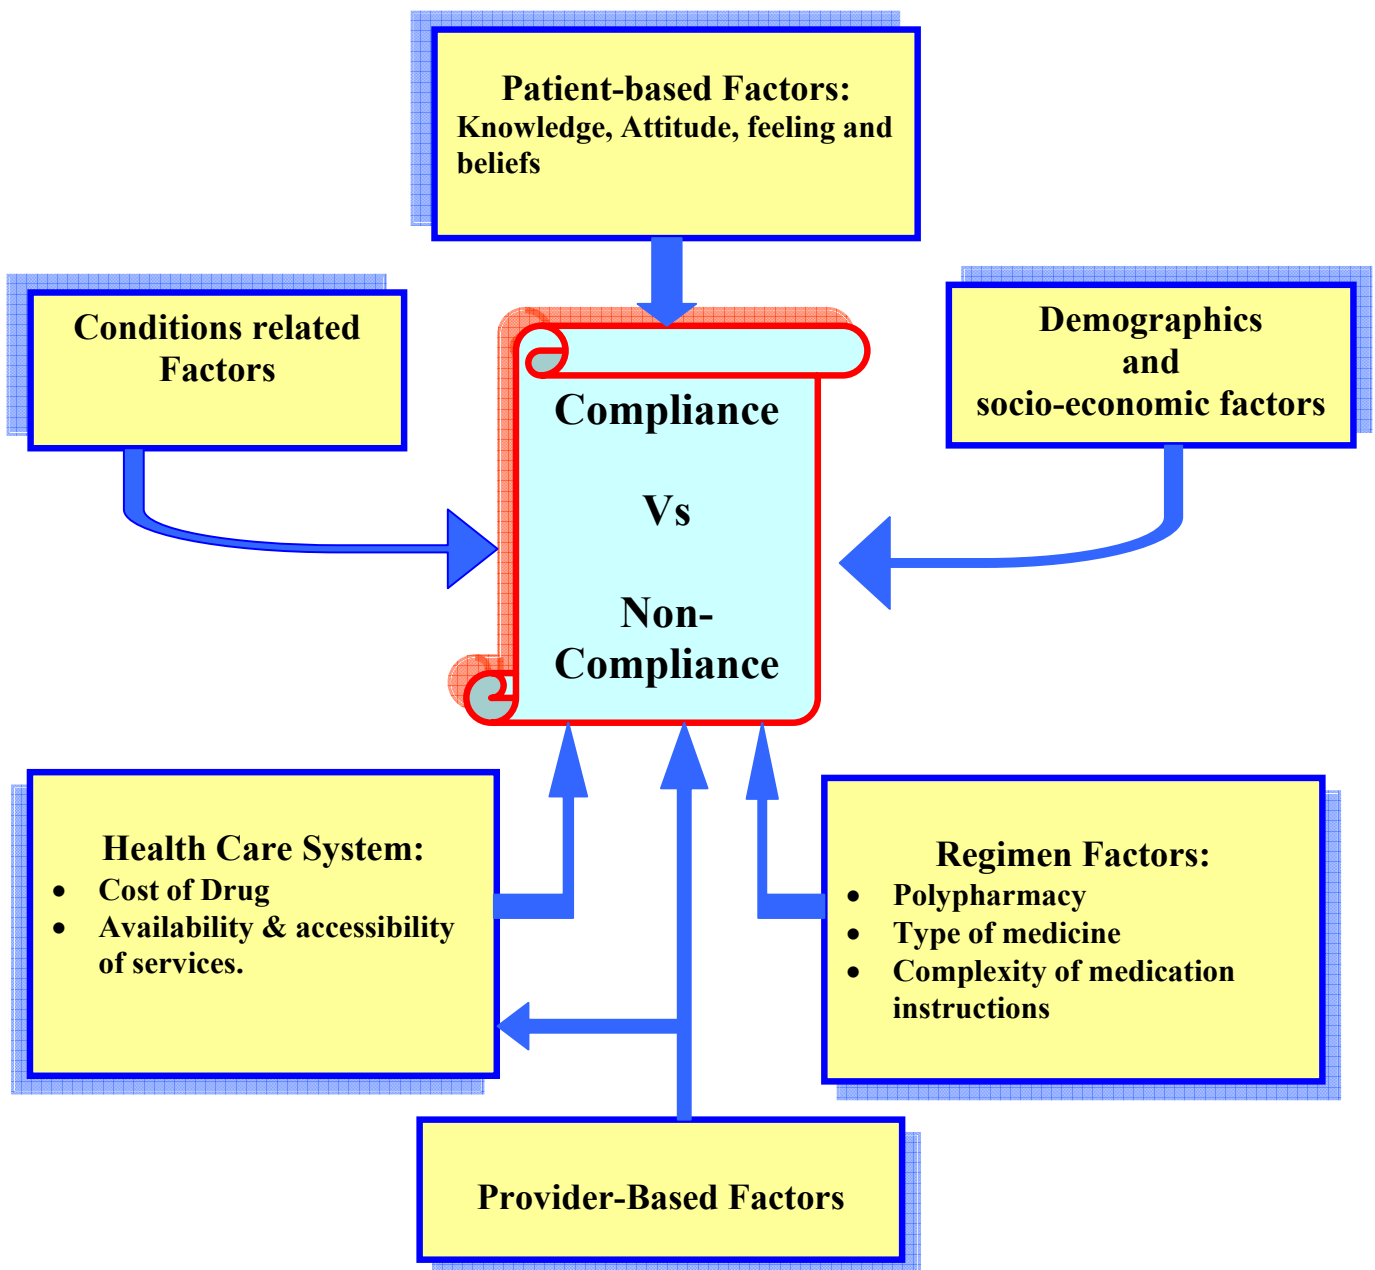 Patient-based Factors:
Knowledge, Attitude, feeling and
beliefs
Conditions related
Factors
Demographics
and
socio-economic factors
Compliance
Vs
Non-
Compliance
Health Care System:
• Cost of Drug
• Availability & accessibility
of services.
Regimen Factors:
• Polypharmacy
• Type of medicine
• Complexity of medication
instructions
Provider-Based Factors